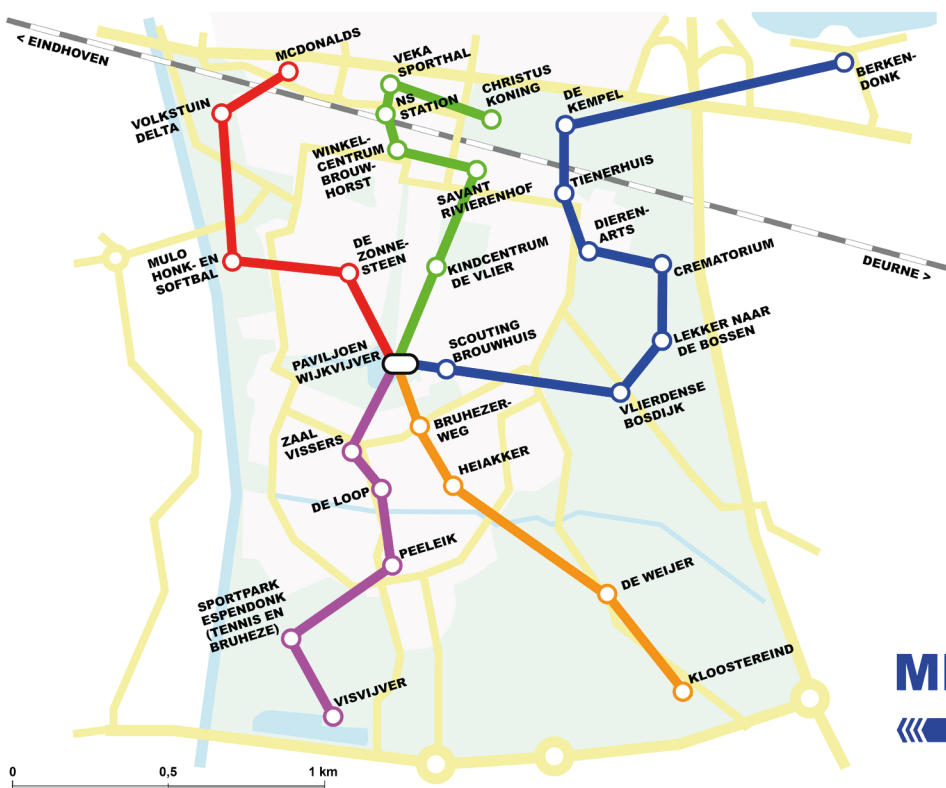 < EINDHOVEN
MCDONALDS
VEKA
SPORTHAL
CHRISTUS
KONING
NS
STATION
DE
KEMPEL
BERKEN-
DONK
VOLKSTUIN
DELTA
WINKEL-
CENTRUM
BROUW-
HORST
SAVANT
RIVIERENHOF
TIENERHUIS
DIEREN-
ARTS
MULO
HONK- EN
SOFTBAL
DE
ZONNE-
STEEN
KINDCENTRUM
DE VLIER
CREMATORIUM
DEURNE >
PAVILJOEN
WIJKVIJVER
SCOUTING
BROUWHUIS
LEKKER NAAR
DE BOSSEN
VLIERDENSE
BOSDIJK
BRUHEZER-
WEG
ZAAL
VISSERS
HEIAKKER
DE LOOP
PEELEIK
DE WEIJER
SPORTPARK
ESPENDONK
(TENNIS EN
BRUHEZE)
KLOOSTEREIND
VISVIJVER
0 0,5 1 km